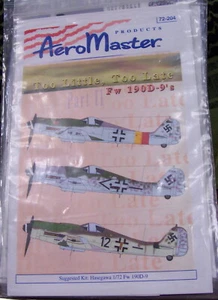 72-204
PRODUCTS
AeroMaster
Too Little Too Late
Fw 190D-9's
12
Suggested Kit: Hasegawa 1/72 Fw 190D-9